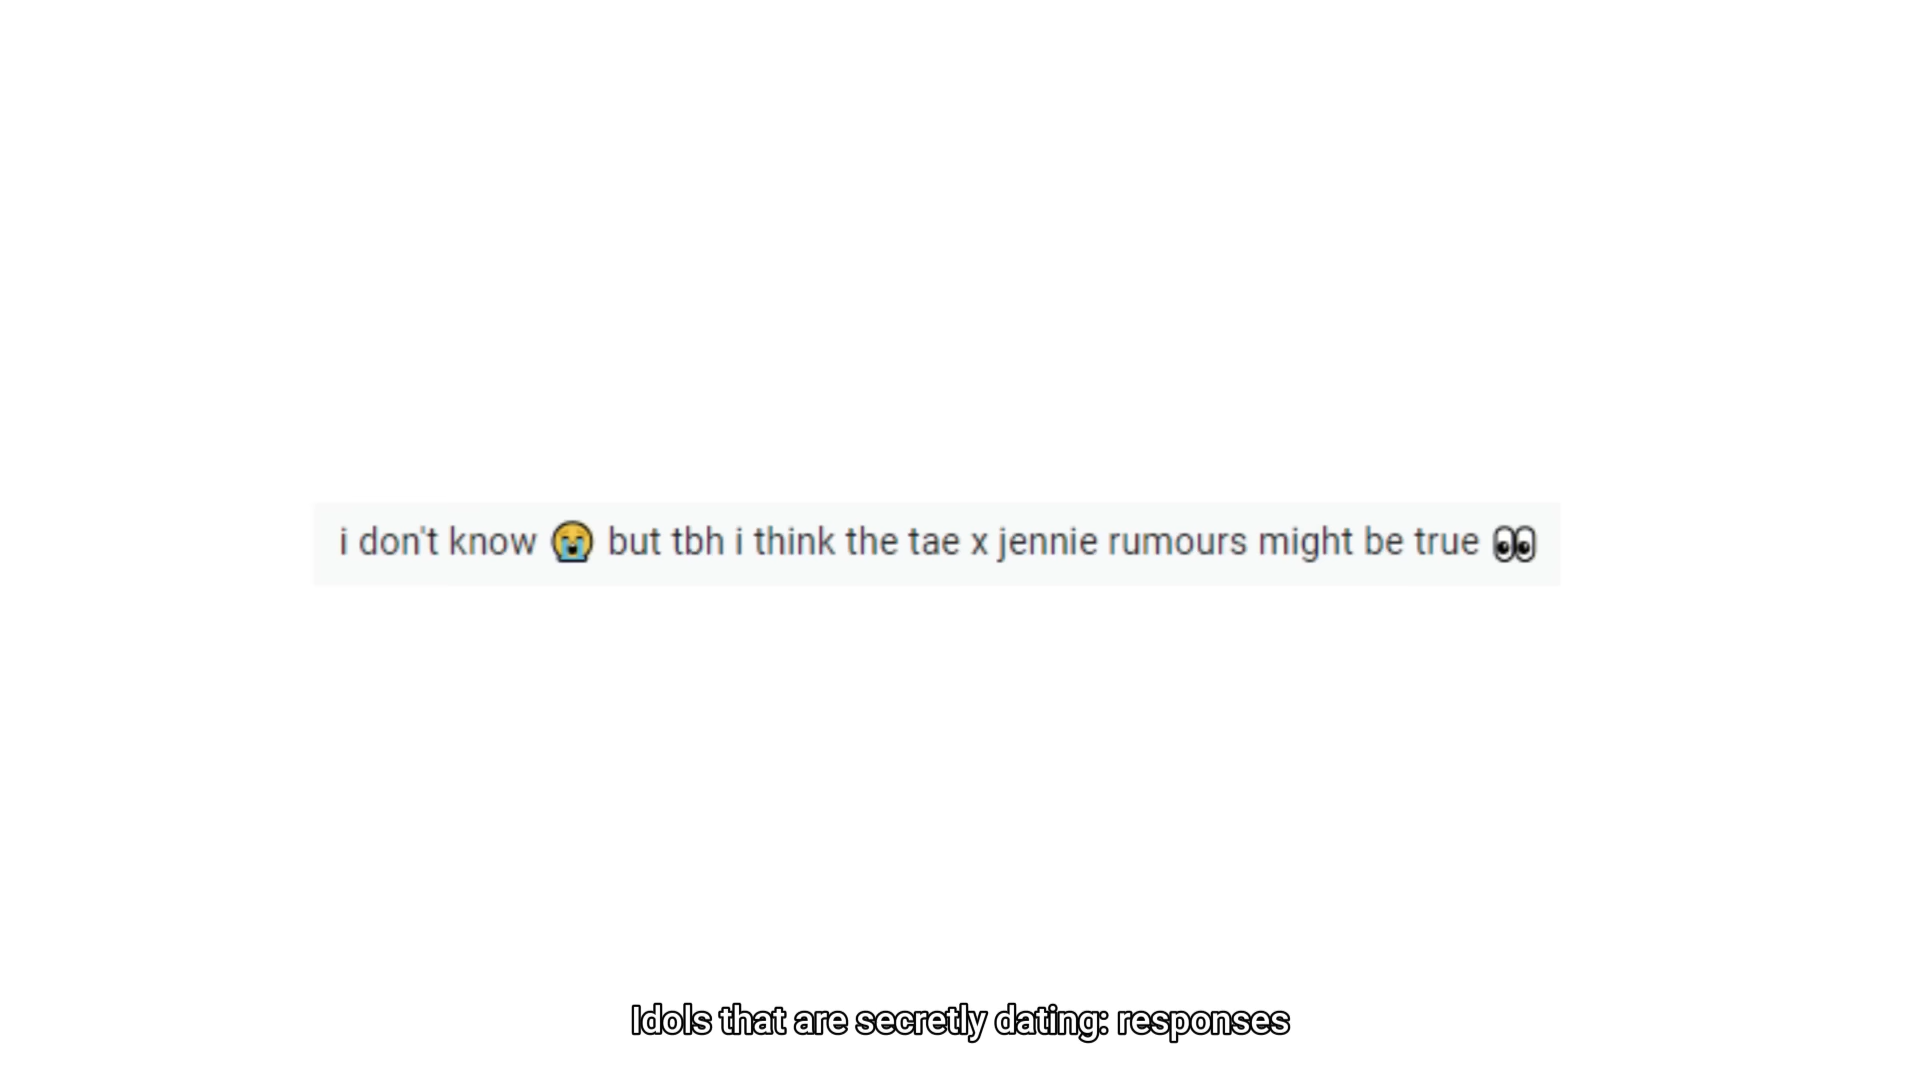 i don't know 😭 but tbh i think the tae x jennie rumours might be true 👀
Idols that are secretly dating: responses